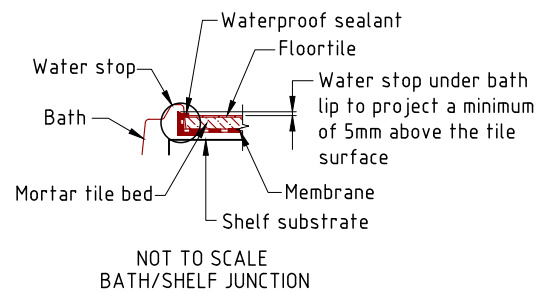 Waterproof sealant
Floortile
Water stop
Water stop under bath
lip to project a minimum
of 5mm above the tile
surface
Bath
Mortar tile bed
Membrane
Shelf substrate
NOT TO SCALE
BATH/SHELF JUNCTION